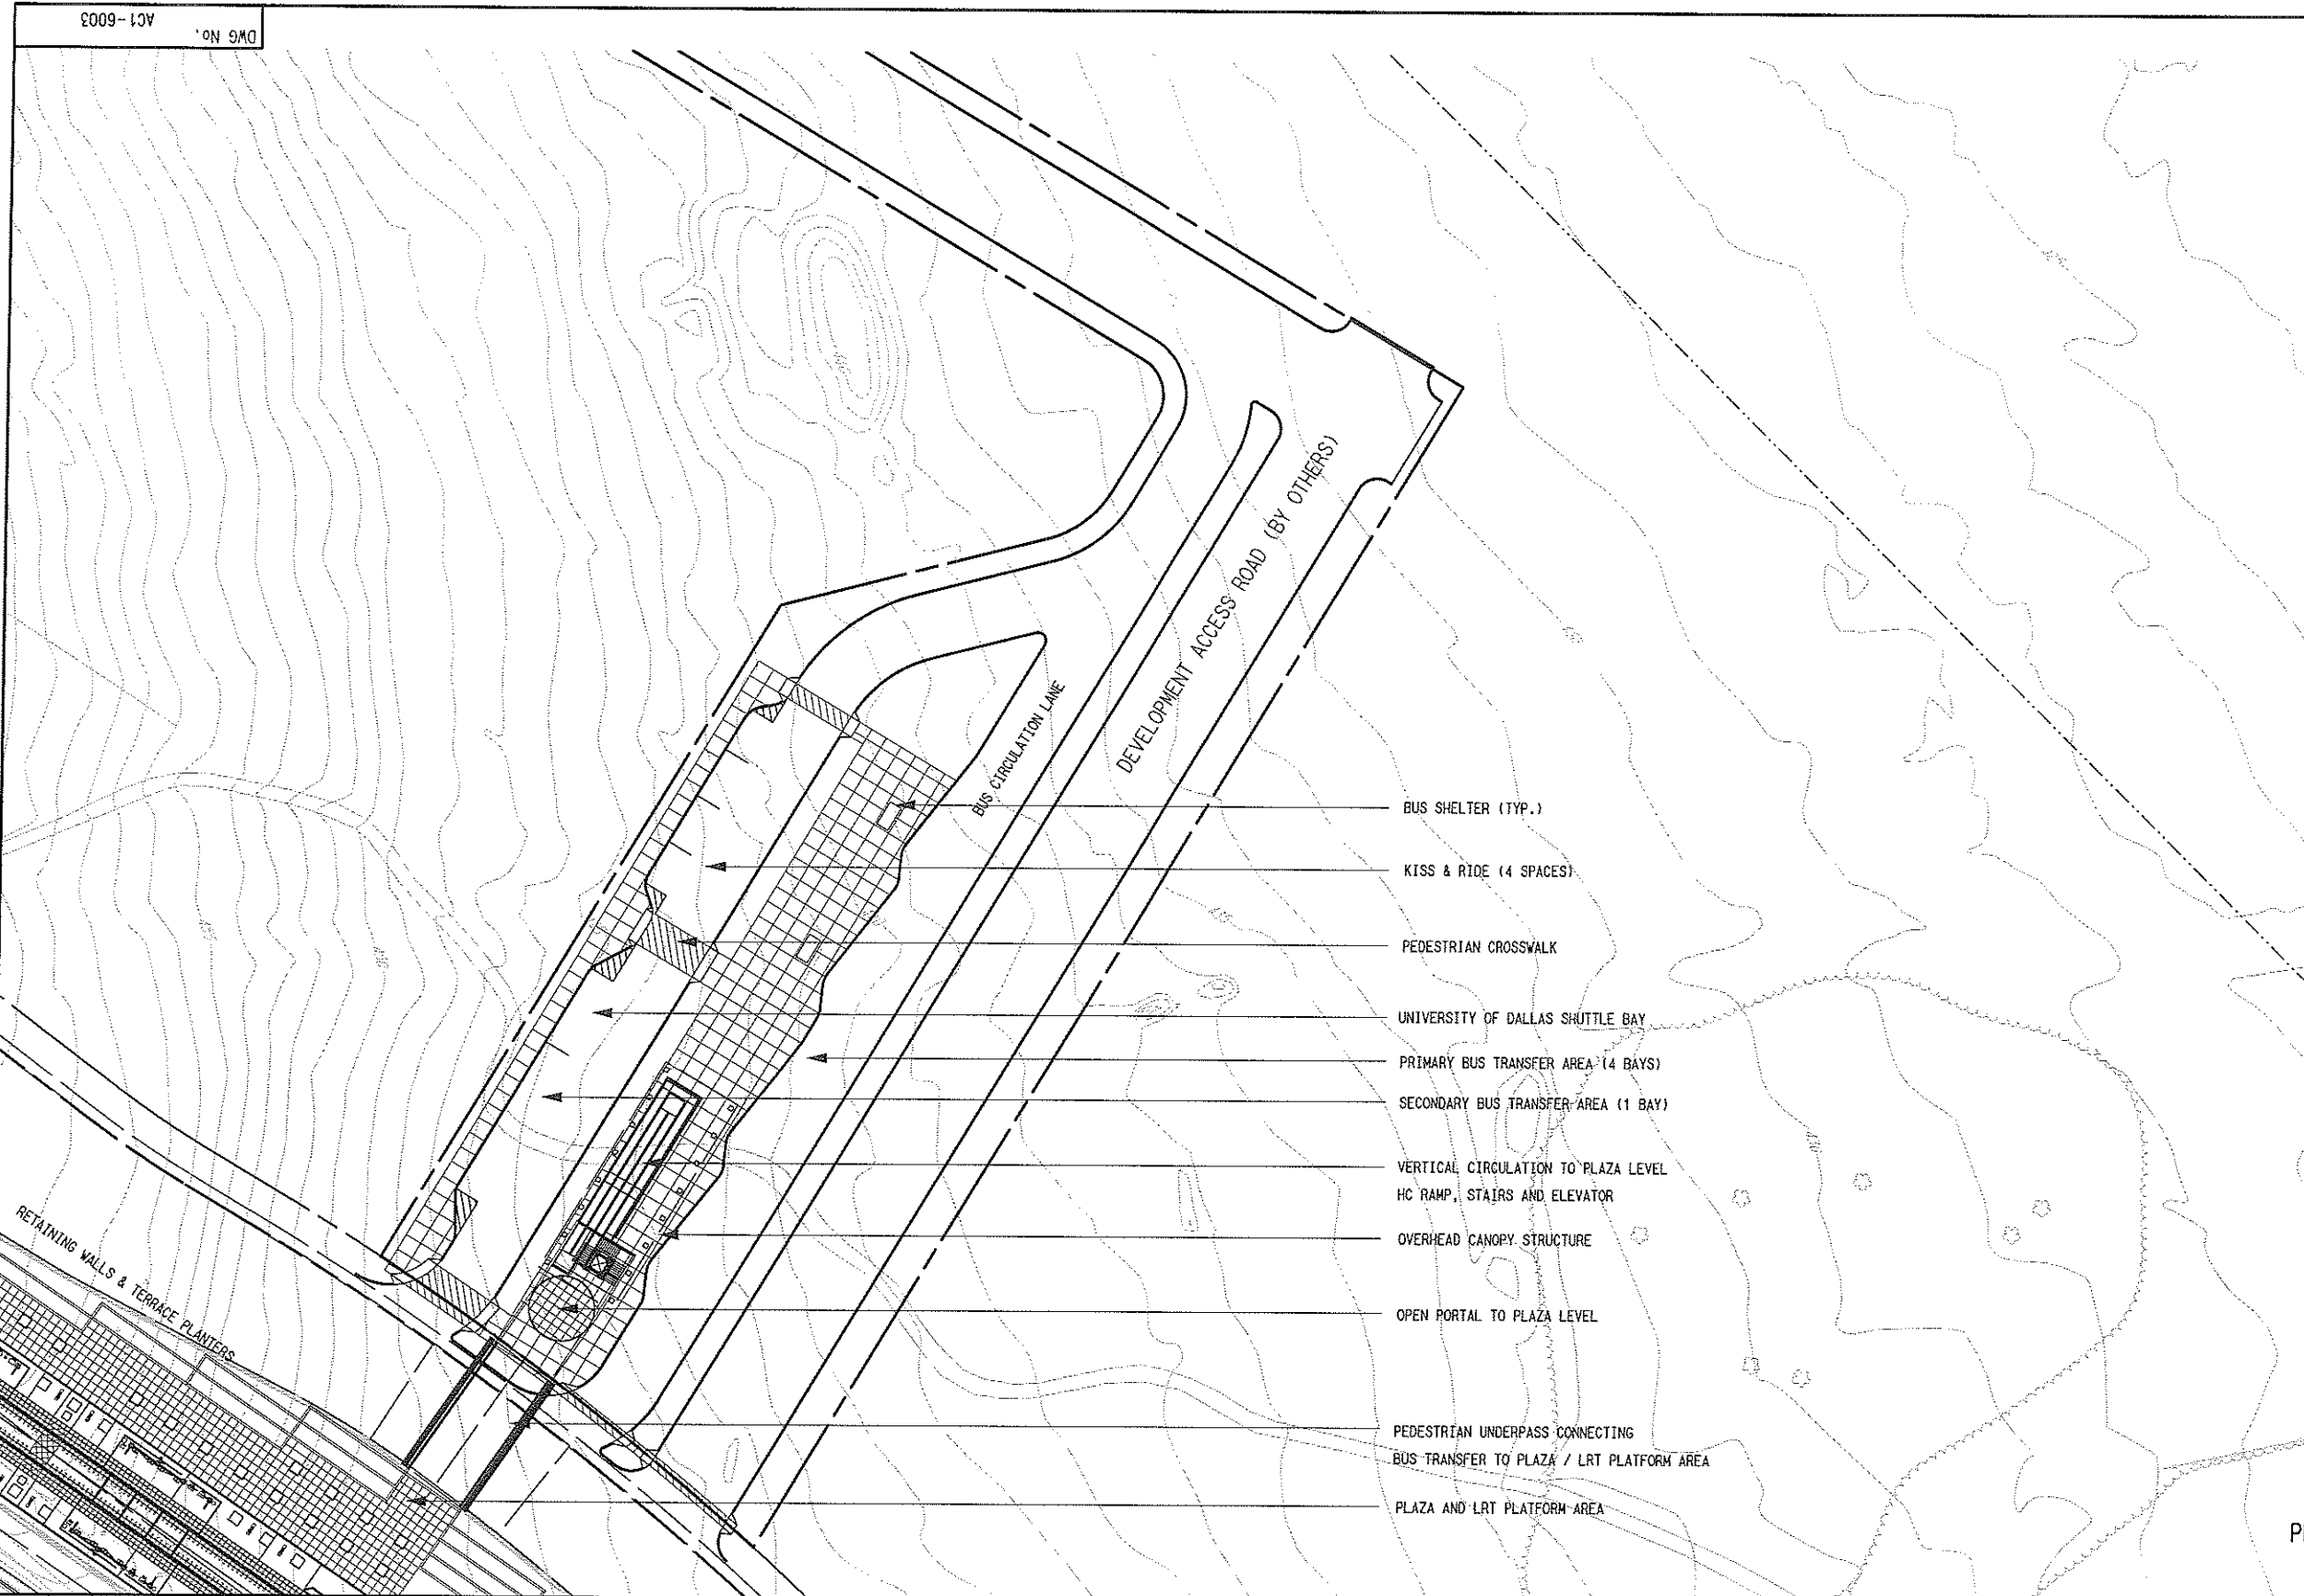 DWG No. AC1-6003
DEVELOPMENT ACCESS ROAD (BY OTHERS)
BUS CIRCULATION LANE
BUS SHELTER (TYP.)
KISS & RIDE (4 SPACES)
PEDESTRIAN CROSSWALK
UNIVERSITY OF DALLAS SHUTTLE BAY
PRIMARY BUS TRANSFER AREA (4 BAYS)
SECONDARY BUS TRANSFER AREA (1 BAY)
VERTICAL CIRCULATION TO PLAZA LEVEL
HC RAMP, STAIRS AND ELEVATOR
OVERHEAD CANOPY STRUCTURE
OPEN PORTAL TO PLAZA LEVEL
RETAINING WALLS & TERRACE PLANTERS
PEDESTRIAN UNDERPASS CONNECTING
BUS TRANSFER TO PLAZA / LRT PLATFORM AREA
PLAZA AND LRT PLATFORM AREA